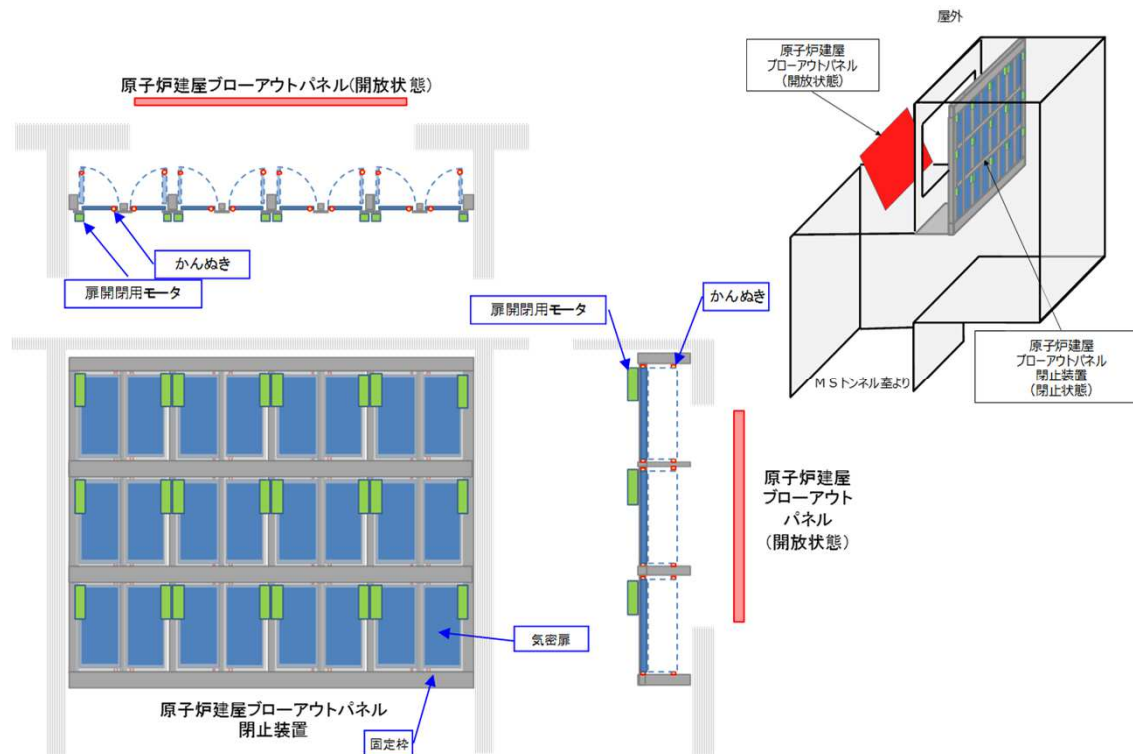 原子炉建屋ブローアウトパネル(開放状態)
かんぬき
扉開閉用モータ
屋外
原子炉建屋
ブローアウトパネル
(開放状態)
原子炉建屋
ブローアウトパネル
閉止装置
(閉止状態)
MSトンネル室より
扉開閉用モータ
かんぬき
原子炉建屋
ブローアウト
パネル
(開放状態)
気密扉
原子炉建屋ブローアウトパネル
閉止装置
固定枠